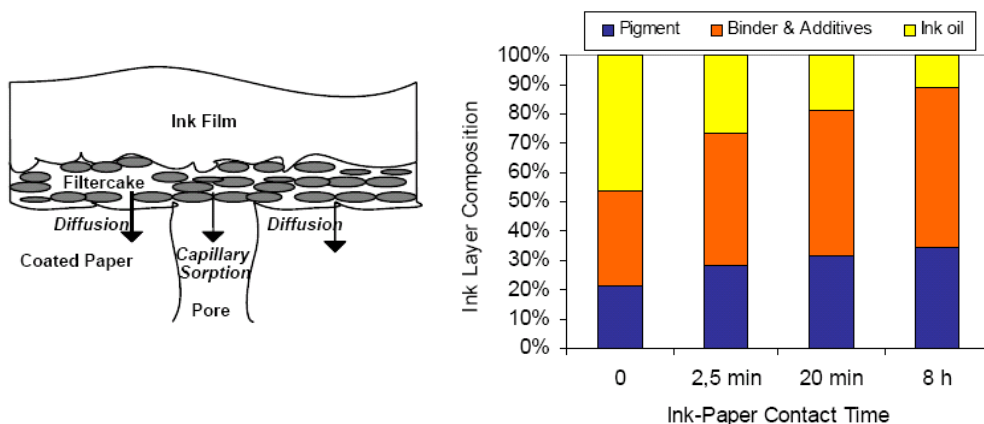 Ink Film
Filtercake
Diffusion
Diffusion
Coated Paper
Capillary
Sorption
Pore
Pigment
Binder & Additives
Ink oil
Ink Layer Composition
100%
90%
80%
70%
60%
50%
40%
30%
20%
10%
0%
0
2,5 min
20 min
8 h
Ink-Paper Contact Time